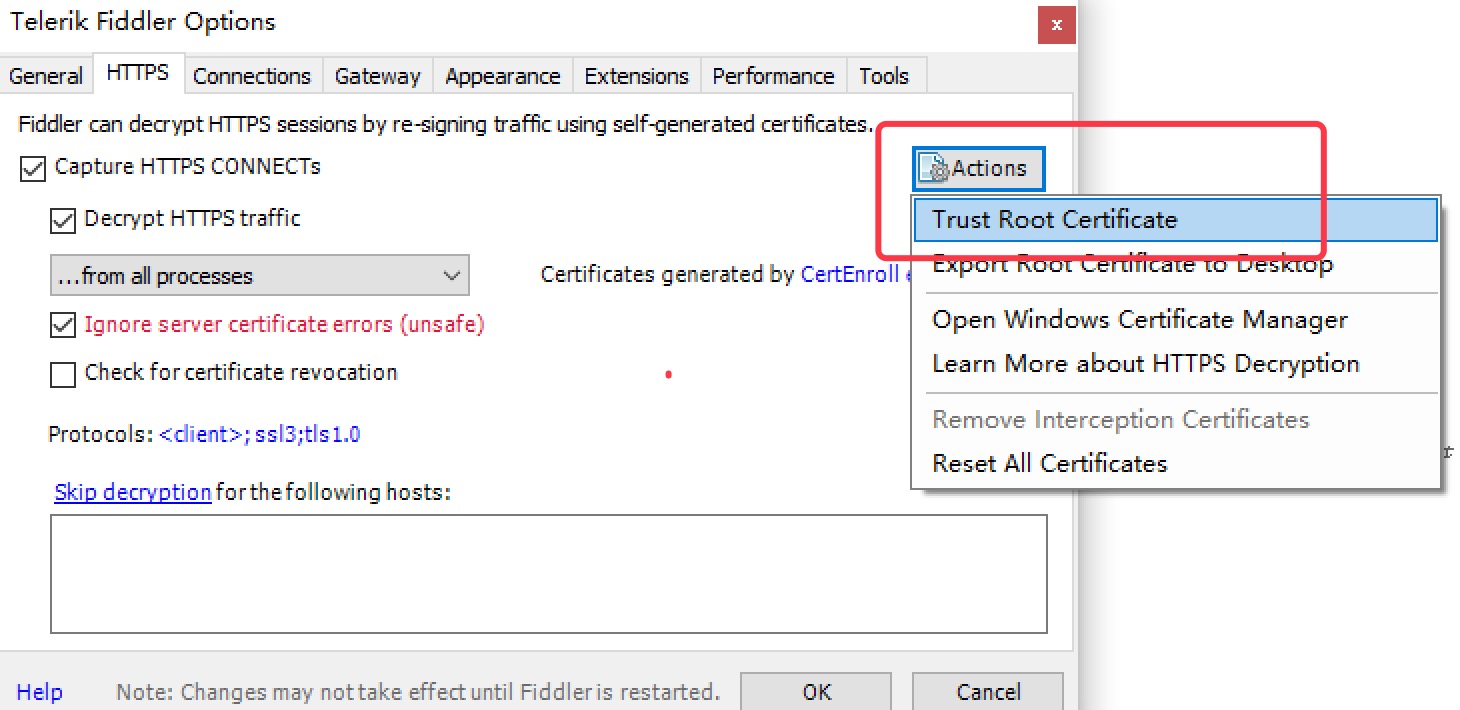 Telerik Fiddler Options
x
General HTTPS Connections Gateway Appearance Extensions Performance Tools
Fiddler can decrypt HTTPS sessions by re-signing traffic using self-generated certificates.
Capture HTTPS CONNECTs
Actions
Decrypt HTTPS traffic
Trust Root Certificate
...from all processes
Certificates generated by CertEnroll
Export Root Certificate to Desktop
Ignore server certificate errors (unsafe)
Open Windows Certificate Manager
Check for certificate revocation
Learn More about HTTPS Decryption
Protocols: <client>;ssl3;tls1.0
Remove Interception Certificates
Reset All Certificates
Skip decryption for the following hosts:
Help
Note: Changes may not take effect until Fiddler is restarted.
OK
Cancel